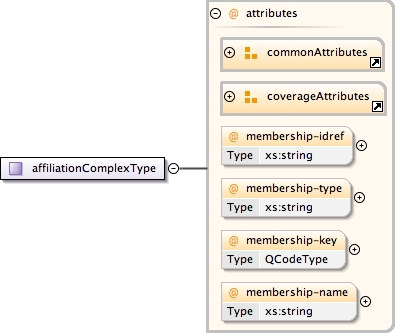 @ attributes
commonAttributes
coverageAttributes
@ membership-idref
Type xs:string
affiliationComplexType
@ membership-type
Type xs:string
@ membership-key
Type QCodeType
@ membership-name
Type xs:string